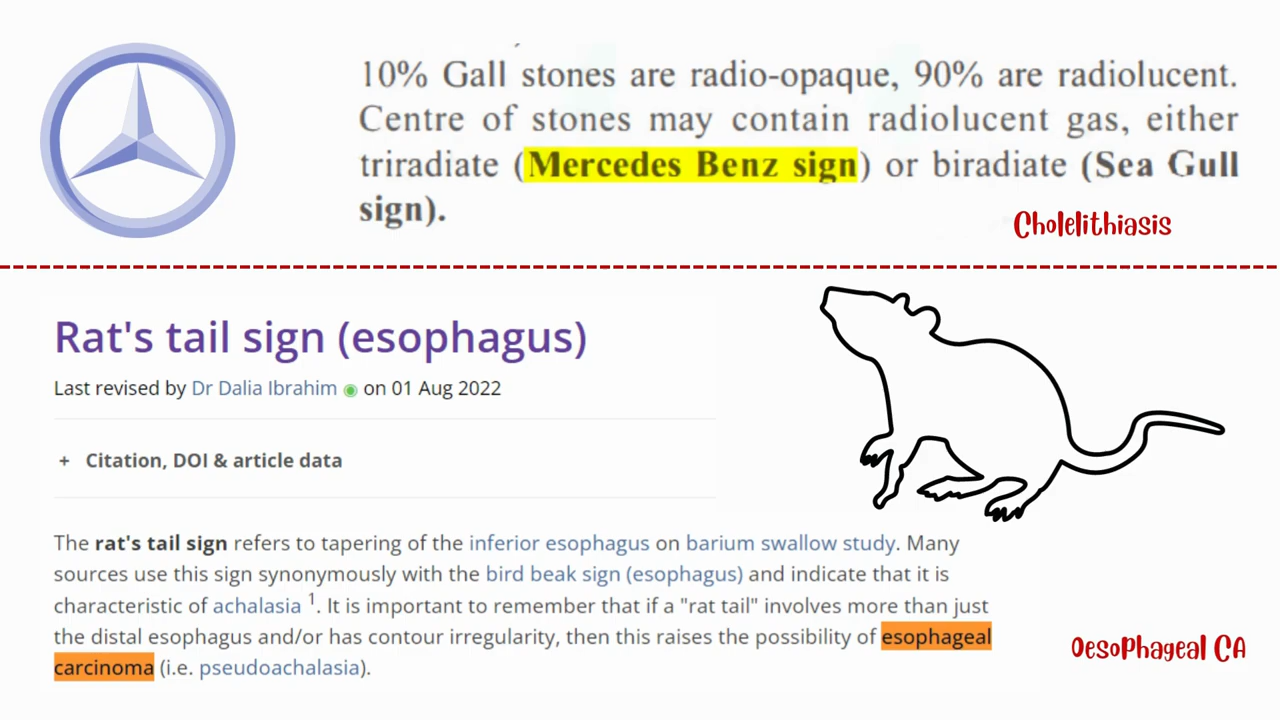 10% Gall stones are radio-opaque, 90% are radiolucent.
Centre of stones may contain radiolucent gas, either
triradiate (Mercedes Benz sign) or biradiate (Sea Gull
sign).
Cholelithiasis
Rat's tail sign (esophagus)
Last revised by Dr Dalia Ibrahim on 01 Aug 2022
+ Citation, DOI & article data
The rat's tail sign refers to tapering of the inferior esophagus on barium swallow study. Many
sources use this sign synonymously with the bird beak sign (esophagus) and indicate that it is
characteristic of achalasia 1. It is important to remember that if a "rat tail" involves more than just
the distal esophagus and/or has contour irregularity, then this raises the possibility of esophageal
carcinoma (i.e. pseudoachalasia).
Oesophageal CA